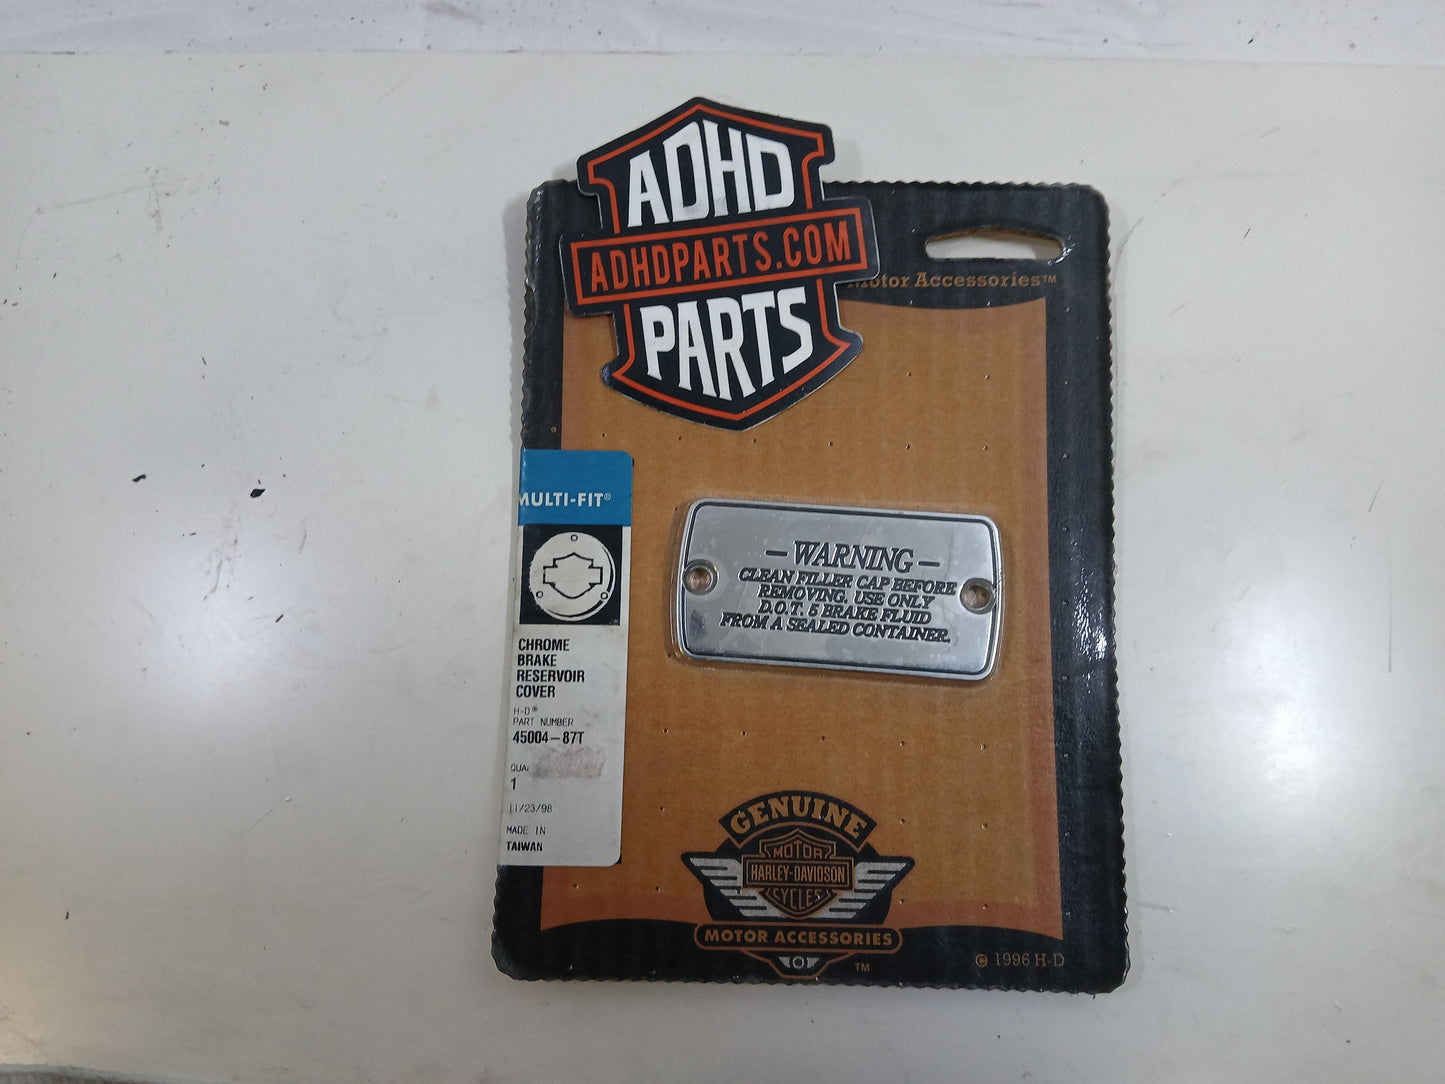 ADHD
ADHDPARTS.COM
PARTS
Motor Accessories™
MULTI-FIT®
CHROME
BRAKE
RESERVOIR
COVER
H-D®
PART NUMBER
45004-87T
1
11/23/98
MADE IN
TAIWAN
— WARNING —
CLEAN FILLER CAP BEFORE
REMOVING. USE ONLY
D.O.T. 5 BRAKE FLUID
FROM A SEALED CONTAINER.
GENUINE
MOTOR
HARLEY-DAVIDSON
CYCLES
MOTOR ACCESSORIES
TM
© 1996 H-D